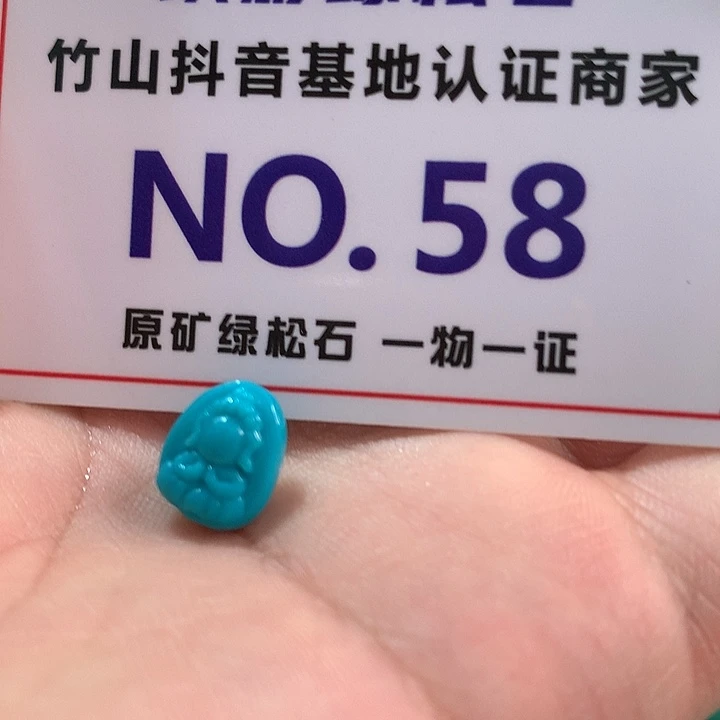 竹山抖音基地认证商家
NO. 58
原矿绿松石 一物一证